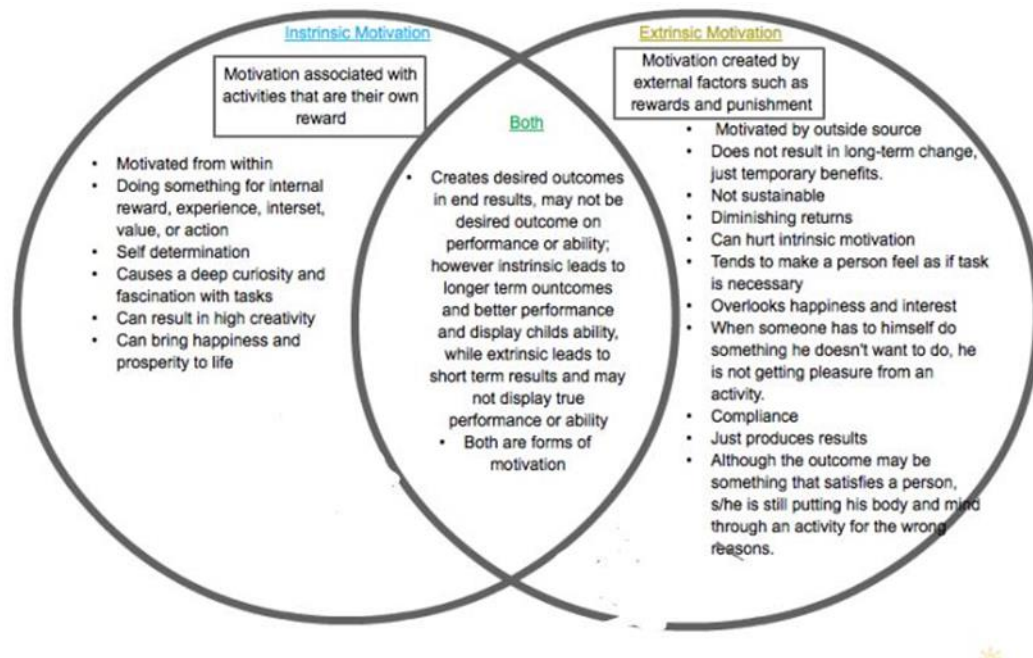 Instrinsic Motivation
Motivation associated with
activities that are their own
reward
• Motivated from within
• Doing something for internal
reward, experience, interset,
value, or action
• Self determination
• Causes a deep curiosity and
fascination with tasks
• Can result in high creativity
• Can bring happiness and
prosperity to life
Both
• Creates desired outcomes
in end results, may not be
desired outcome on
performance or ability;
however instrinsic leads to
longer term ountcomes
and better performance
and display childs ability,
while extrinsic leads to
short term results and may
not display true
performance or ability
• Both are forms of
motivation
Extrinsic Motivation
Motivation created by
external factors such as
rewards and punishment
• Motivated by outside source
• Does not result in long-term change,
just temporary benefits.
• Not sustainable
• Diminishing returns
• Can hurt intrinsic motivation
• Tends to make a person feel as if task
is necessary
• Overlooks happiness and interest
• When someone has to himself do
something he doesn't want to do, he
is not getting pleasure from an
activity.
• Compliance
• Just produces results
• Although the outcome may be
something that satisfies a person,
s/he is still putting his body and mind
through an activity for the wrong
reasons.